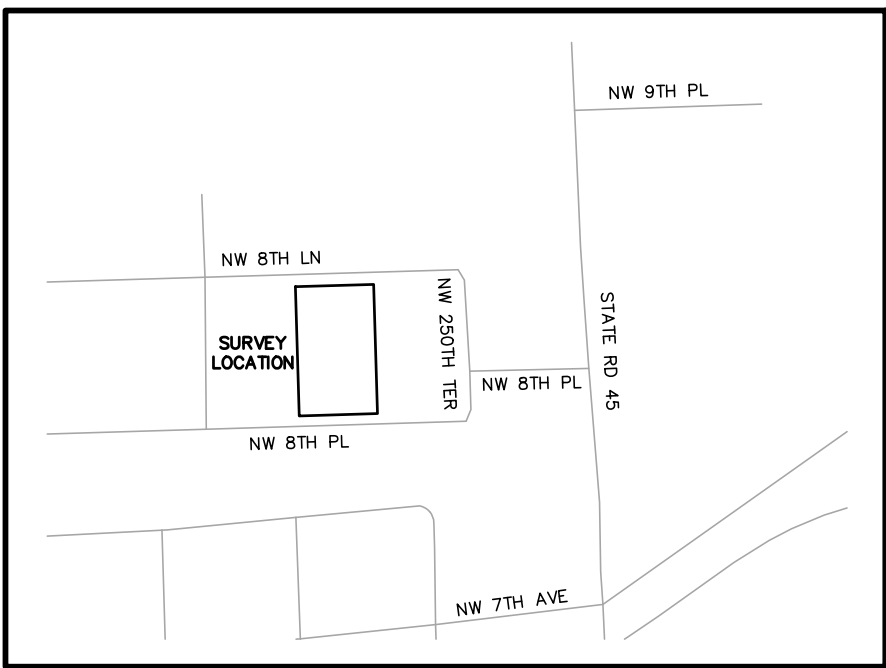 NW 9TH PL
NW 8TH LN
NW 250TH TER
STATE RD 45
SURVEY
LOCATION
NW 8TH PL
NW 8TH PL
NW 7TH AVE